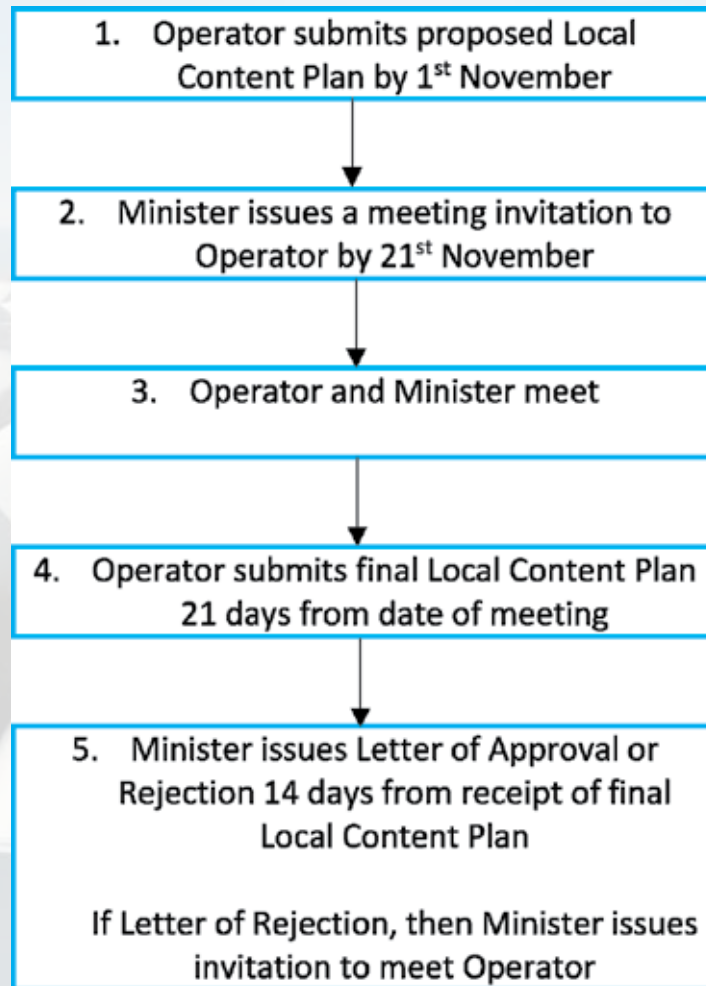 1. Operator submits proposed Local
Content Plan by 1st November
2. Minister issues a meeting invitation to
Operator by 21st November
3. Operator and Minister meet
4. Operator submits final Local Content Plan
21 days from date of meeting
5. Minister issues Letter of Approval or
Rejection 14 days from receipt of final
Local Content Plan
If Letter of Rejection, then Minister issues
invitation to meet Operator